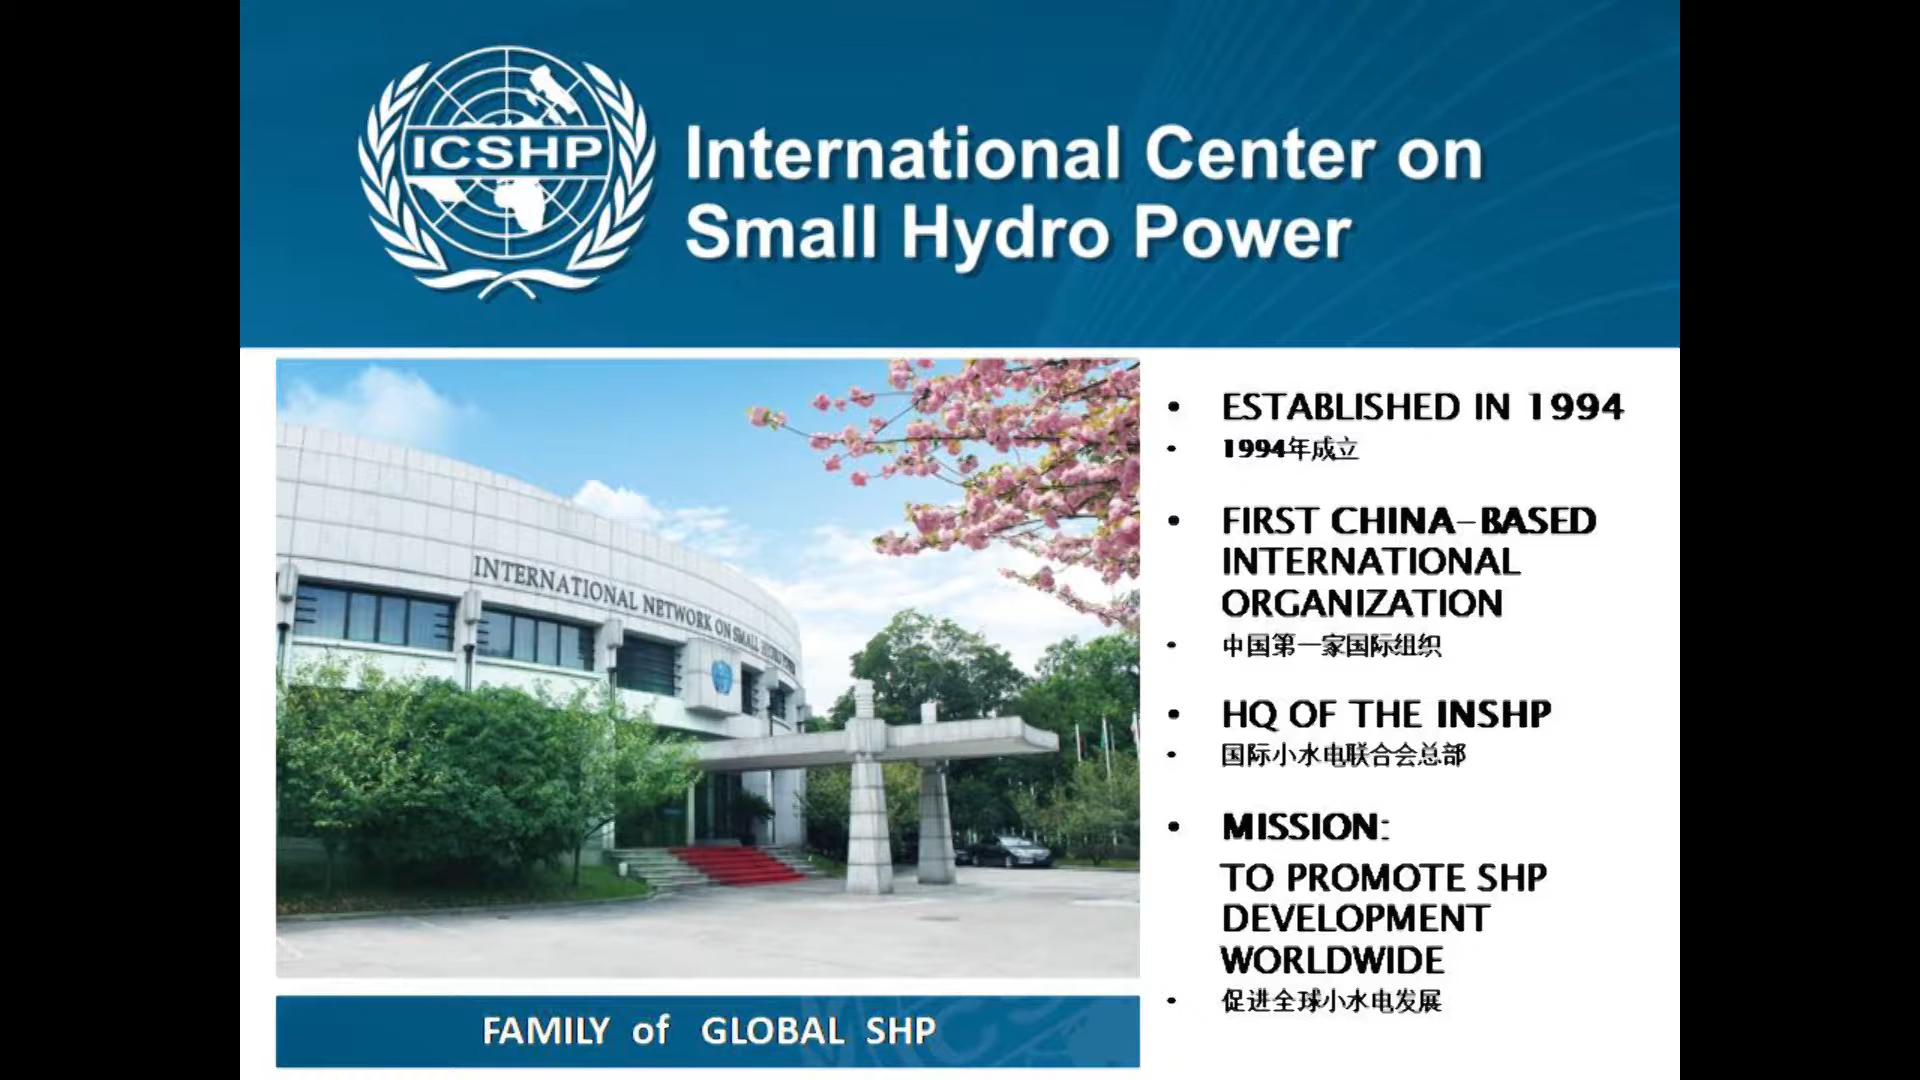 ICSHP
International Center on
Small Hydro Power
INTERNATIONAL NETWORK ON SMALL HYDRO POWER
FAMILY of GLOBAL SHP
• ESTABLISHED IN 1994
• 1994年成立
• FIRST CHINA-BASED
INTERNATIONAL
ORGANIZATION
• 中国第一家国际组织
• HQ OF THE INSHP
• 国际小水电联合会总部
• MISSION:
TO PROMOTE SHP
DEVELOPMENT
WORLDWIDE
• 促进全球小水电发展